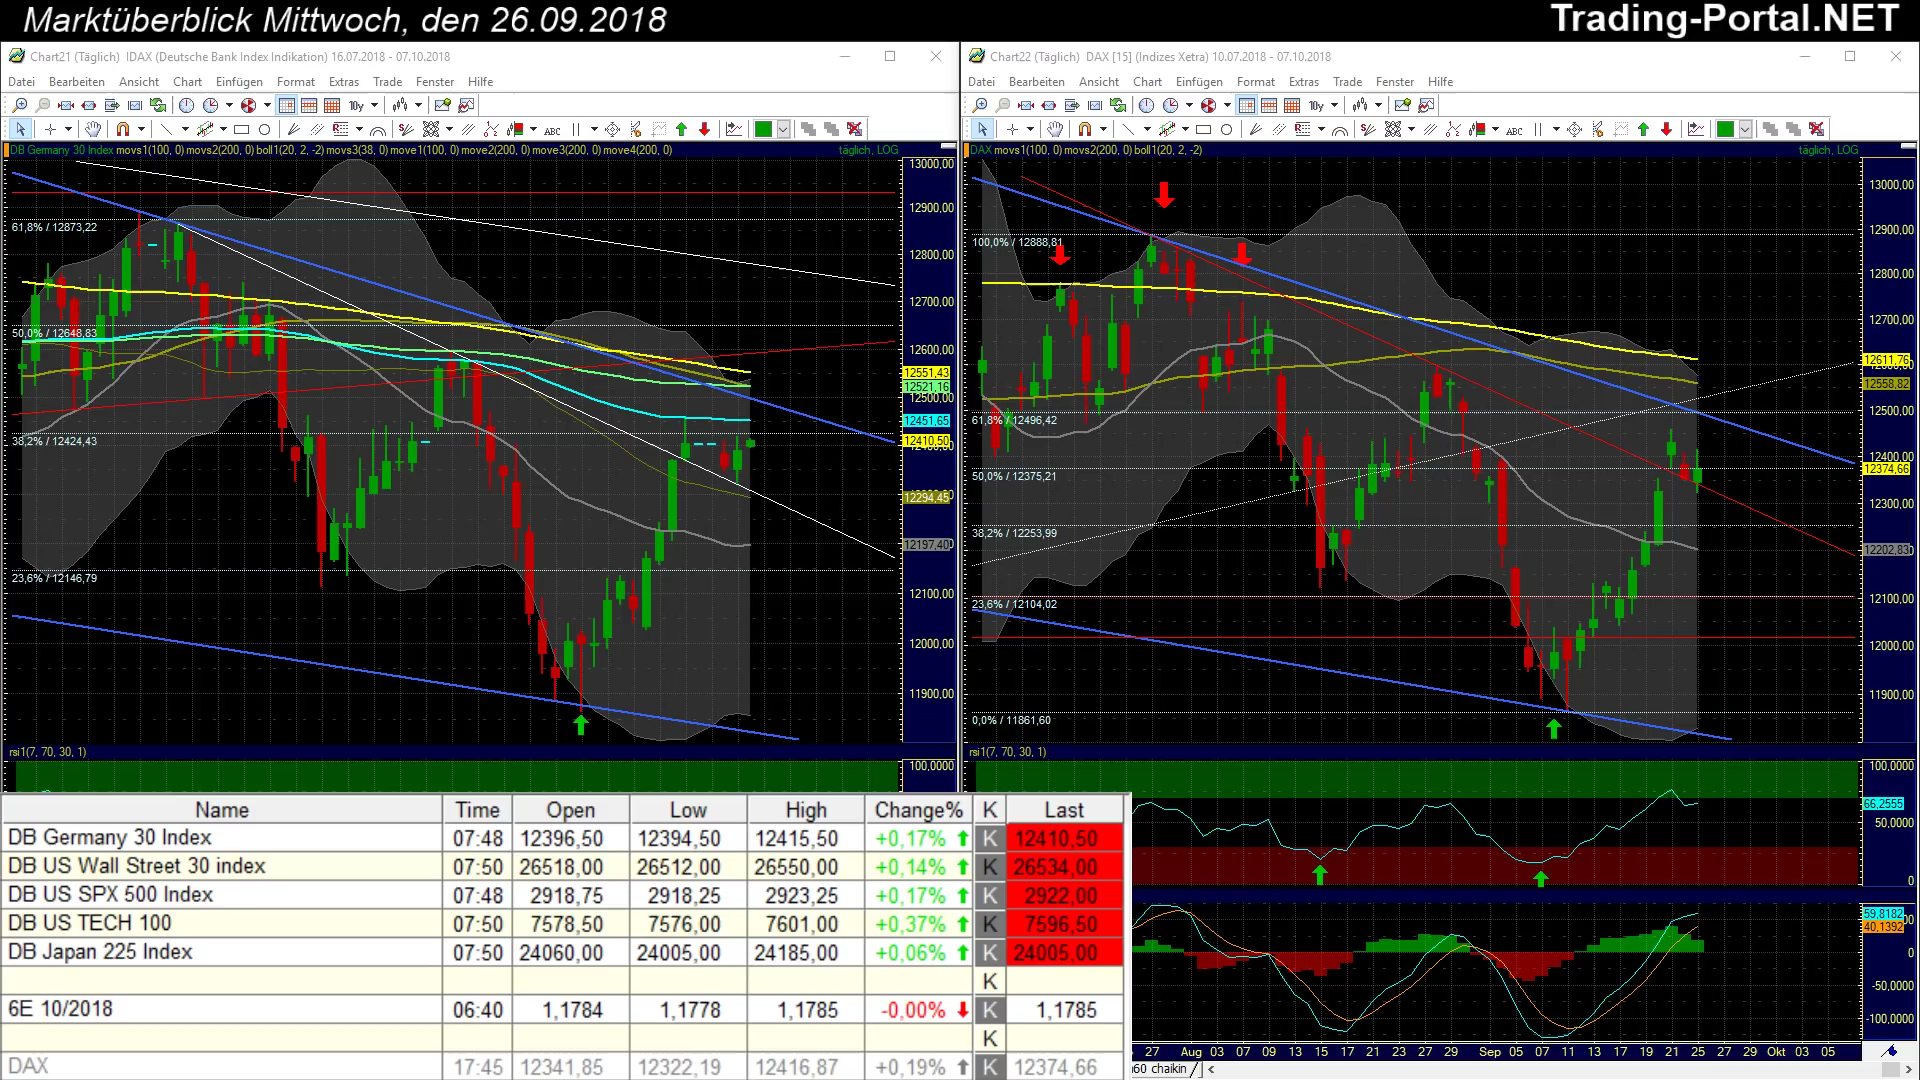 Marktüberblick Mittwoch, den 26.09.2018
Trading-Portal.NET
Chart21 (Täglich) IDAX (Deutsche Bank Index Indikation) 16.07.2018 - 07.10.2018
Datei Bearbeiten Ansicht Chart Einfügen Format Extras Trade Fenster Hilfe
10y
ABC
DB Germany 30 Index movs1(100, 0) movs2(200, 0) boll1(20, 2, -2) movs3(38, 0) move1(100, 0) move2(200, 0) move3(200, 0) move4(200, 0)
täglich, LOG
61,8% / 12873,22
50,0% / 12648,83
38,2% / 12424,43
23,6% / 12146,79
13000,00
12900,00
12800,00
12700,00
12600,00
12551,43
12521,16
12500,00
12451,65
12410,50
12294,45
12197,40
12100,00
12000,00
11900,00
rsi1(7, 70, 30, 1)
100,0000
Chart22 (Täglich) DAX [15] (Indizes Xetra) 10.07.2018 - 07.10.2018
Datei Bearbeiten Ansicht Chart Einfügen Format Extras Trade Fenster Hilfe
10y
ABC
DAX movs1(100, 0) movs2(200, 0) boll1(20, 2, -2)
täglich, LOG
100,0% / 12888,81
61,8% / 12496,42
50,0% / 12375,21
38,2% / 12253,99
23,6% / 12104,02
0,0% / 11861,60
13000,00
12900,00
12800,00
12700,00
12611,76
12558,82
12500,00
12400,00
12374,66
12300,00
12202,83
12100,00
12000,00
11900,00
rsi1(7, 70, 30, 1)
100,0000
66,2555
50,0000
0
59,8182
40,1392
0
-50,0000
-100,0000
27 Aug 03 07 09 13 15 17 21 23 27 29 Sep 05 07 11 13 17 19 21 25 27 29 Okt 03 05
60 chaikin
Name Time Open Low High Change% K Last
DB Germany 30 Index 07:48 12396,50 12394,50 12415,50 +0,17% K 12410,50
DB US Wall Street 30 index 07:50 26518,00 26512,00 26550,00 +0,14% K 26534,00
DB US SPX 500 Index 07:48 2918,75 2918,25 2923,25 +0,17% K 2922,00
DB US TECH 100 07:50 7578,50 7576,00 7601,00 +0,37% K 7596,50
DB Japan 225 Index 07:50 24060,00 24005,00 24185,00 +0,06% K 24005,00
K
6E 10/2018 06:40 1,1784 1,1778 1,1785 -0,00% K 1,1785
K
DAX 17:45 12341,85 12322,19 12416,87 +0,19% K 12374,66